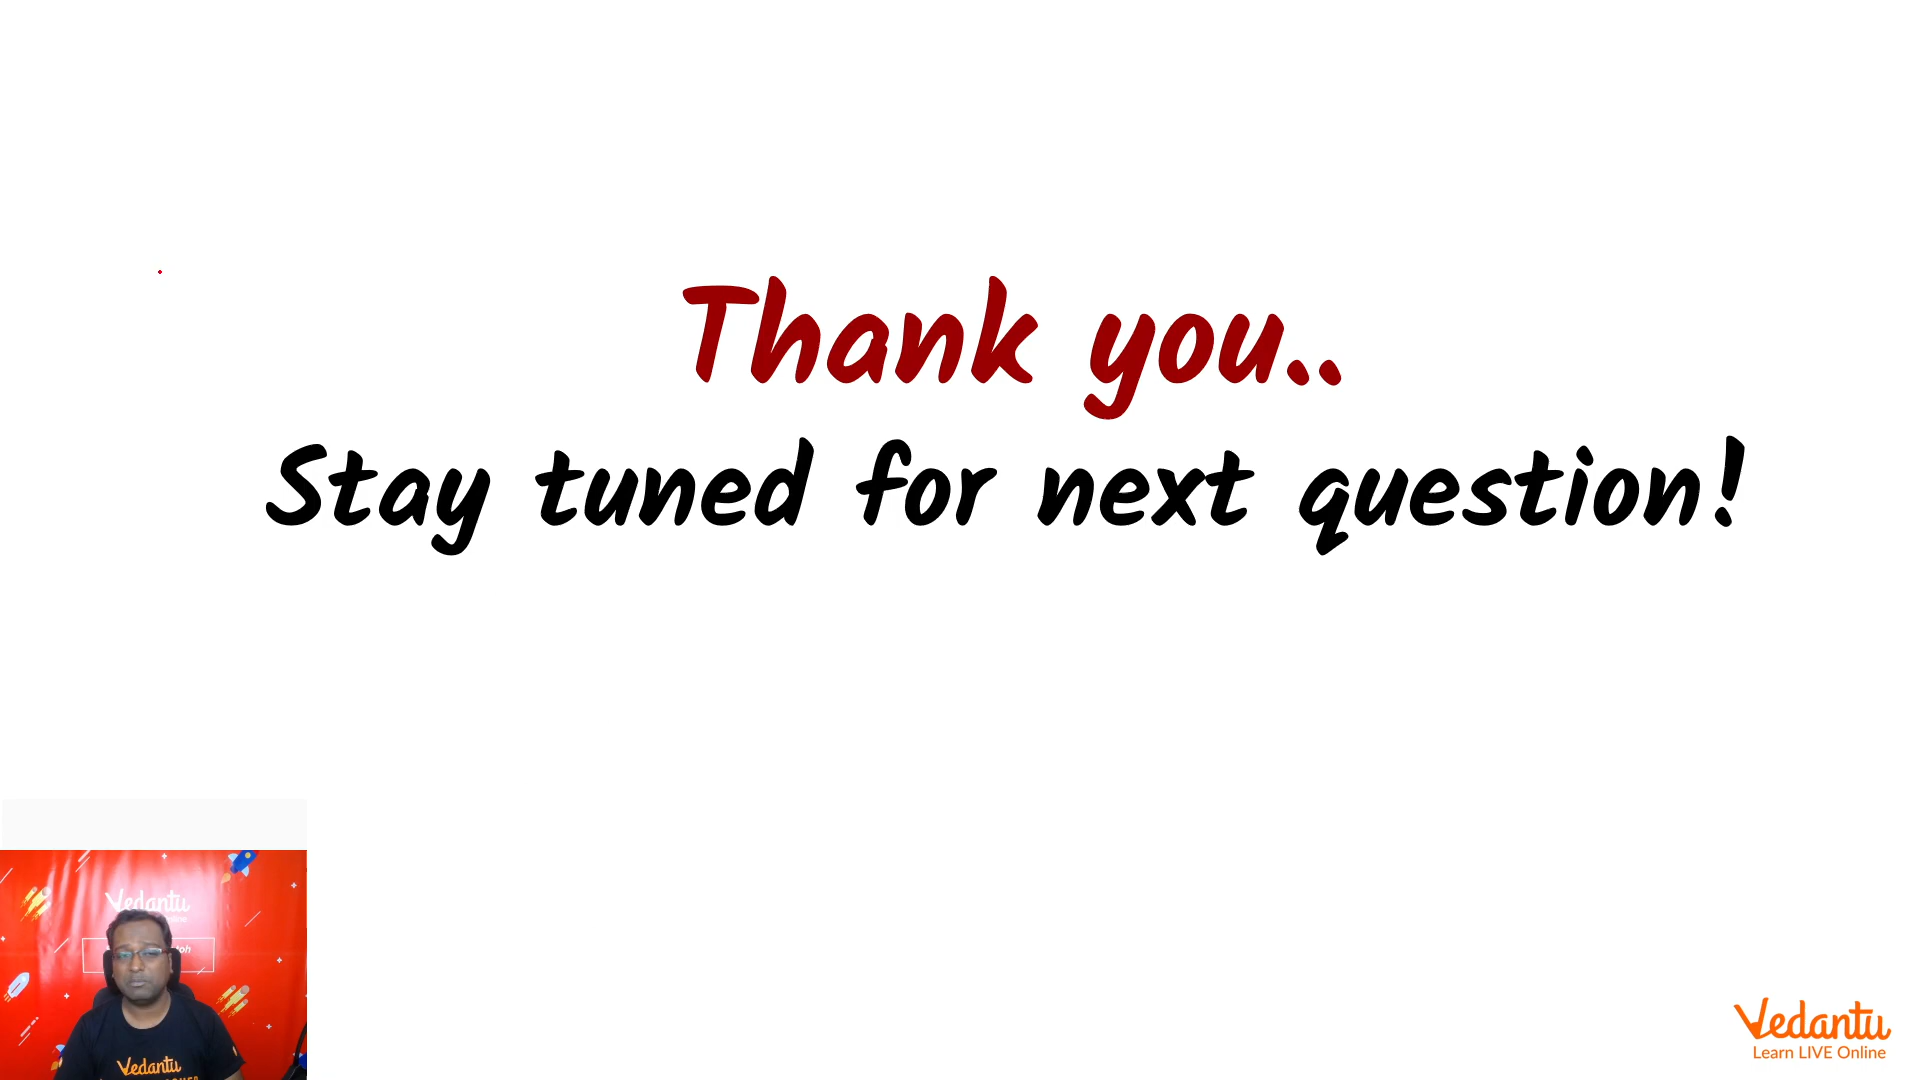 Thank you..
Stay tuned for next question!
Vedantu
Vedantu
Vedantu
Learn LIVE Online